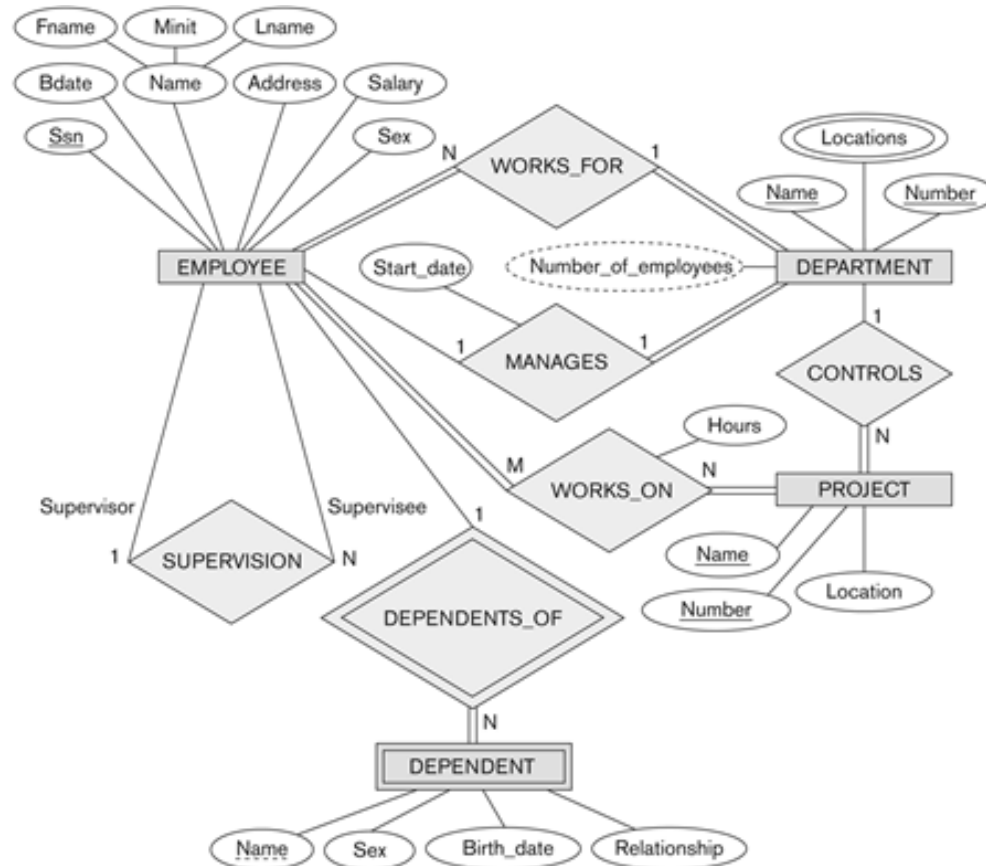 Fname
Minit
Lname
Bdate
Name
Address
Salary
Ssn
Sex
N
WORKS_FOR
1
Locations
Name
Number
EMPLOYEE
Start_date
Number_of_employees
DEPARTMENT
1
MANAGES
1
1
CONTROLS
N
Hours
M
WORKS_ON
N
PROJECT
Supervisor
Supervisee
1
1
SUPERVISION
N
Name
Number
Location
DEPENDENTS_OF
N
DEPENDENT
Name
Sex
Birth_date
Relationship